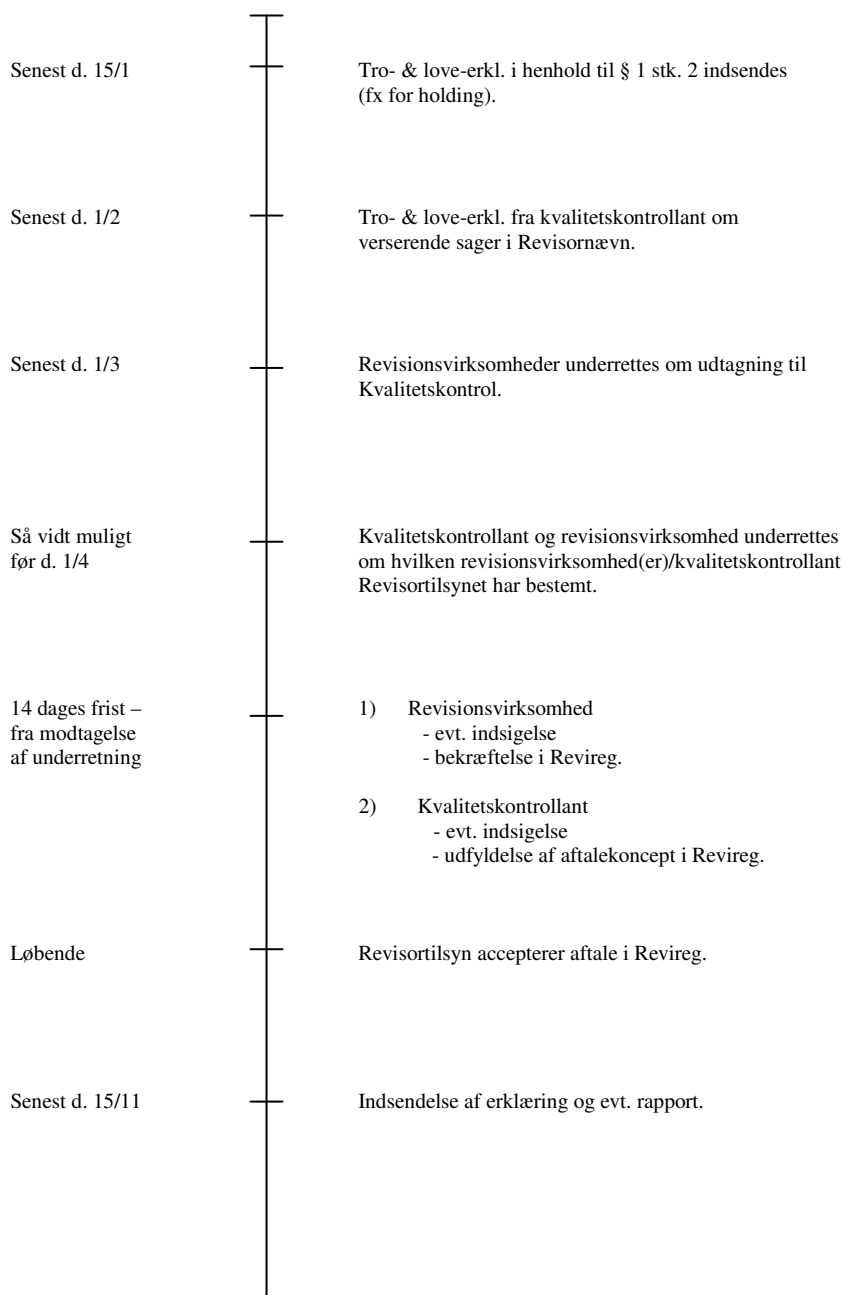 Senest d. 15/1
Tro- & love-erkl. i henhold til § 1 stk. 2 indsendes
(fx for holding).
Senest d. 1/2
Tro- & love-erkl. fra kvalitetskontrollant om
verserende sager i Revisornævn.
Senest d. 1/3
Revisionsvirksomheder underrettes om udtagning til
Kvalitetskontrol.
Så vidt muligt
før d. 1/4
Kvalitetskontrollant og revisionsvirksomhed underrettes
om hvilken revisionsvirksomhed(er)/kvalitetskontrollant
Revisortilsynet har bestemt.
14 dages frist –
fra modtagelse
af underretning
1) Revisionsvirksomhed
- evt. indsigelse
- bekræftelse i Revireg.
2) Kvalitetskontrollant
- evt. indsigelse
- udfyldelse af aftalekoncept i Revireg.
Løbende
Revisortilsyn accepterer aftale i Revireg.
Senest d. 15/11
Indsendelse af erklæring og evt. rapport.